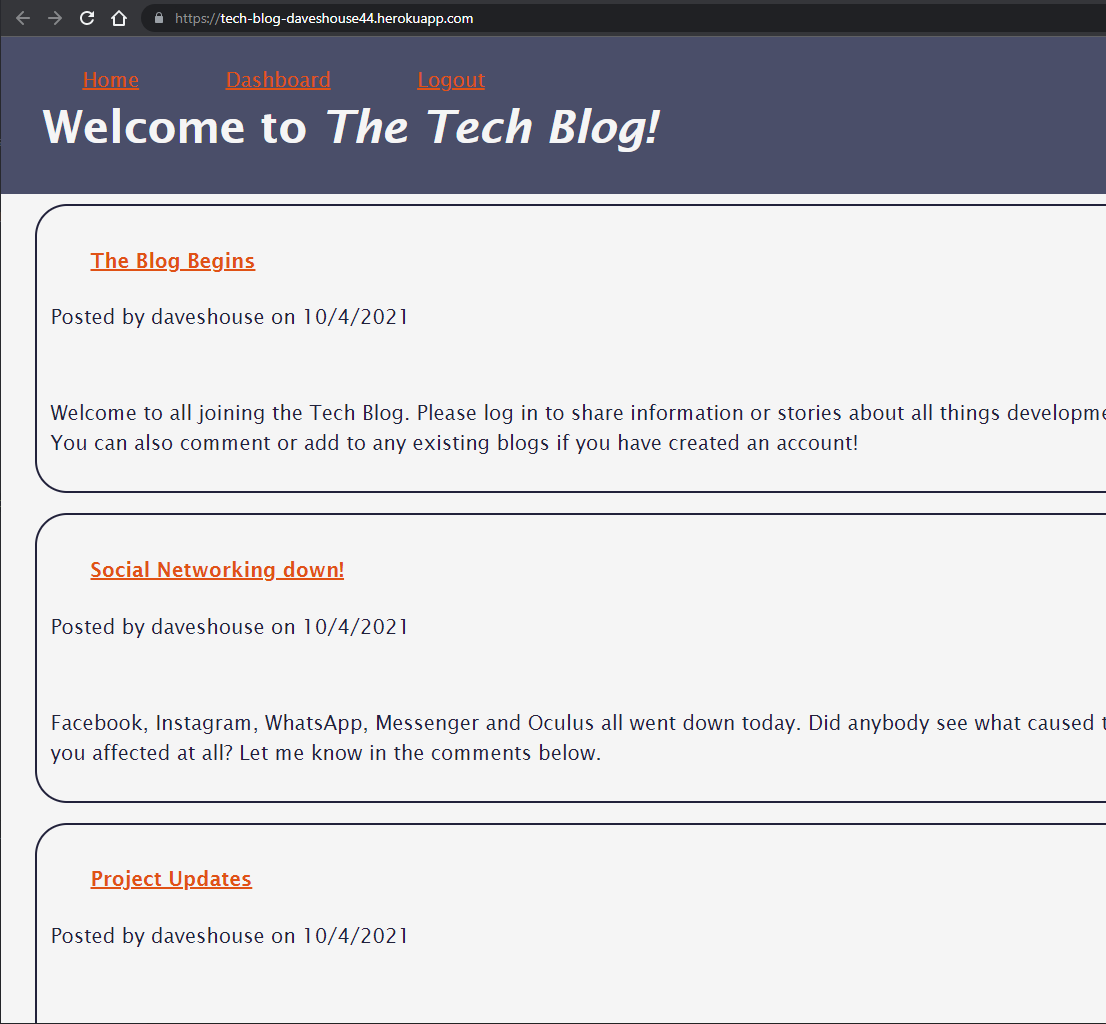 https://tech-blog-daveshouse44.herokuapp.com
Home Dashboard Logout
Welcome to The Tech Blog!
The Blog Begins
Posted by daveshouse on 10/4/2021
Welcome to all joining the Tech Blog. Please log in to share information or stories about all things
You can also comment or add to any existing blogs if you have created an account!
Social Networking down!
Posted by daveshouse on 10/4/2021
Facebook, Instagram, WhatsApp, Messenger and Oculus all went down today. Did anybody see what caused
you affected at all? Let me know in the comments below.
Project Updates
Posted by daveshouse on 10/4/2021